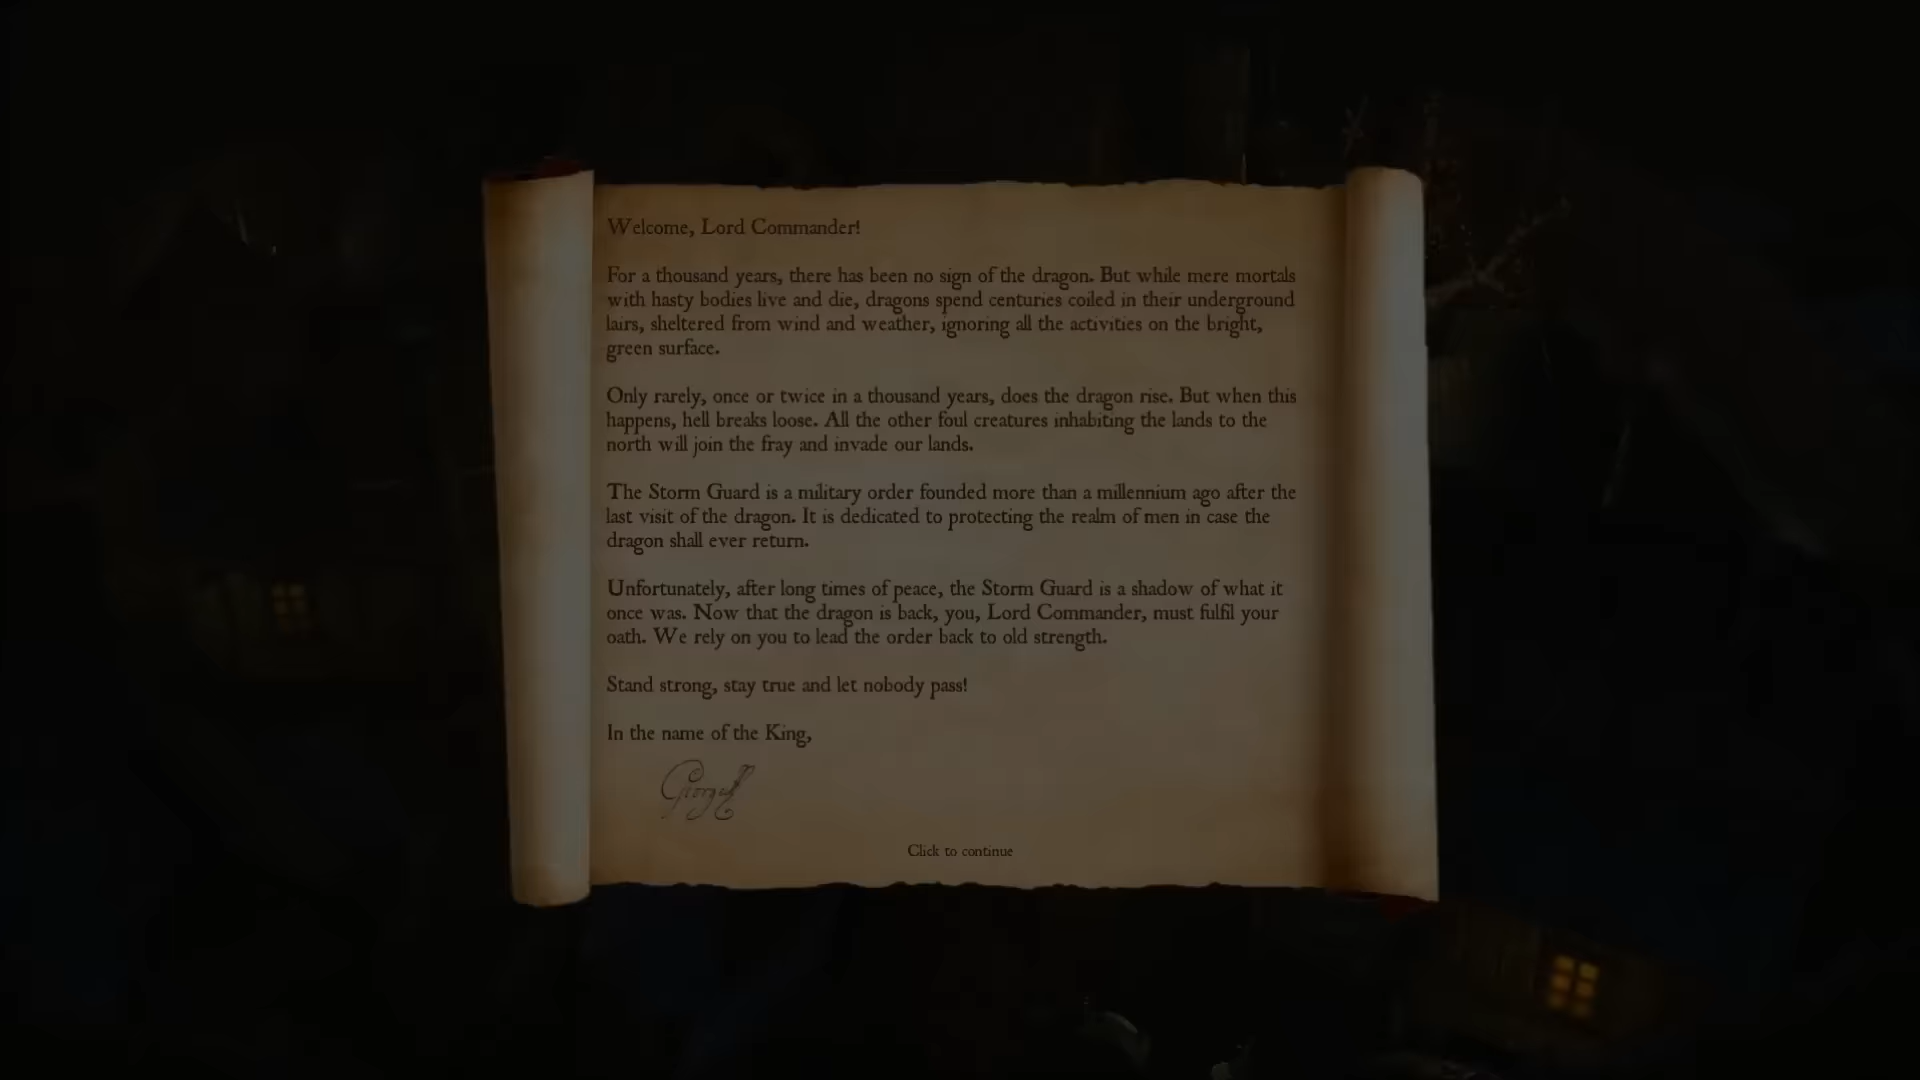 Welcome, Lord Commander!
For a thousand years, there has been no sign of the dragon. But while mere mortals
with hasty bodies live and die, dragons spend centuries coiled in their underground
lairs, sheltered from wind and weather, ignoring all the activities on the bright,
green surface.
Only rarely, once or twice in a thousand years, does the dragon rise. But when this
happens, hell breaks loose. All the other foul creatures inhabiting the lands to the
north will join the fray and invade our lands.
The Storm Guard is a military order founded more than a millennium ago after the
last visit of the dragon. It is dedicated to protecting the realm of men in case the
dragon shall ever return.
Unfortunately, after long times of peace, the Storm Guard is a shadow of what it
once was. Now that the dragon is back, you, Lord Commander, must fulfil your
oath. We rely on you to lead the order back to old strength.
Stand strong, stay true and let nobody pass!
In the name of the King,
Click to continue